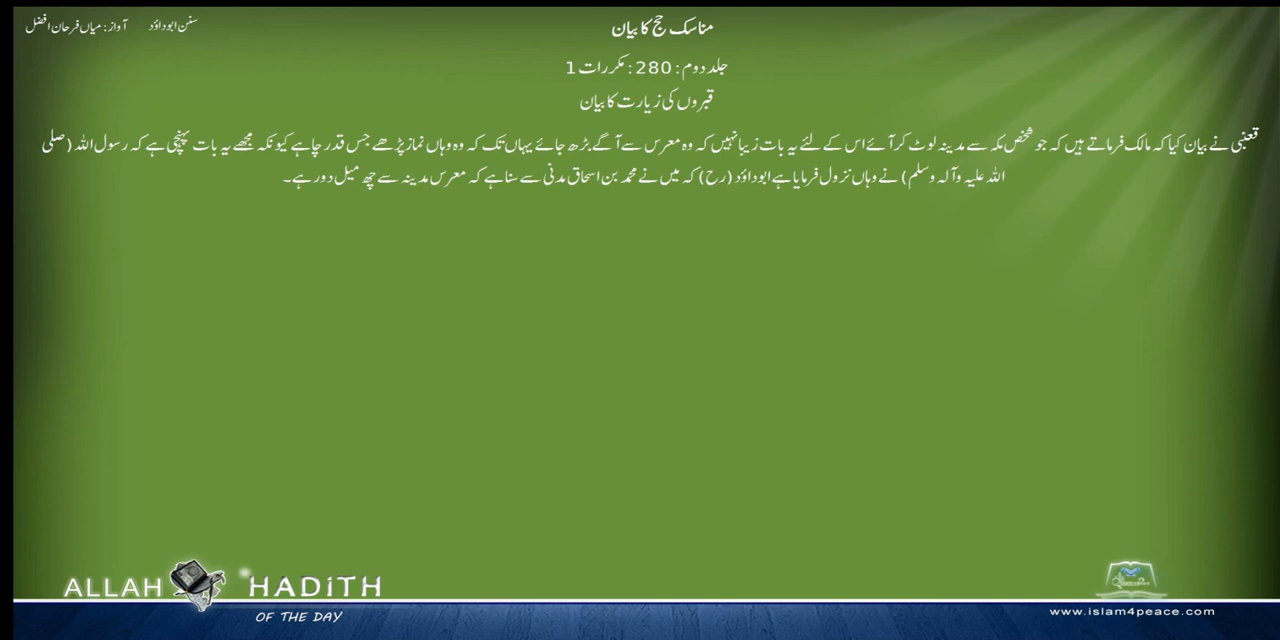 سنن ابوداؤد
آواز: میاں فرحان افضل
مناسک حج کا بیان
جلد دوم : 280 : مکررات 1
قبروں کی زیارت کا بیان
قعنبی نے بیان کیا کہ مالک فرماتے ہیں کہ جو شخص مکہ سے مدینہ لوٹ کر آئے اس کے لئے یہ بات زیبا نہیں کہ وہ معرس سے آگے بڑھ جائے یہاں تک کہ وہ وہاں نماز پڑھے جس قدر چاہے کیونکہ مجھے یہ بات پہنچی ہے کہ رسول اللہ (صلی
اللہ علیہ وآلہ وسلم) نے وہاں نزول فرمایا ہے ابوداؤد (رح) کہ میں نے محمد بن اسحاق مدنی سے سنا ہے کہ معرس مدینہ سے چھ میل دور ہے۔
ALLAH HADITH
OF THE DAY
www.islam4peace.com